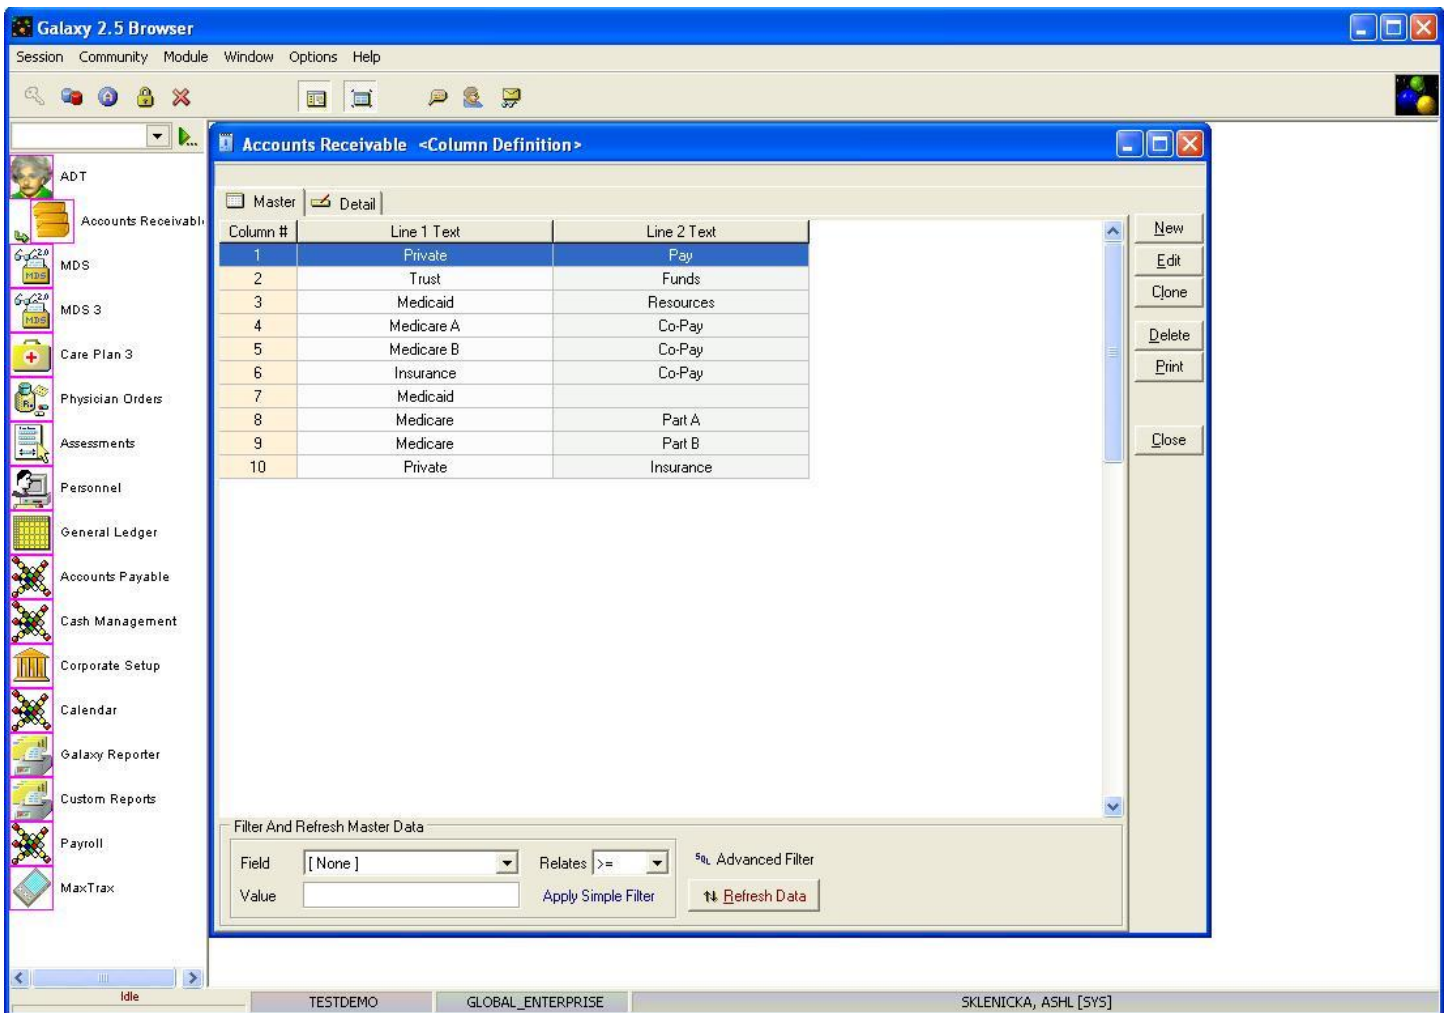 Galaxy 2.5 Browser
Session Community Module Window Options Help
Accounts Receivable <Column Definition>
ADT
Accounts Receivabl
MDS
MDS 3
Care Plan 3
Physician Orders
Assessments
Personnel
General Ledger
Accounts Payable
Cash Management
Corporate Setup
Calendar
Galaxy Reporter
Custom Reports
Payroll
MaxTrax
Master Detail
Column # Line 1 Text Line 2 Text
1 Private Pay
2 Trust Funds
3 Medicaid Resources
4 Medicare A Co-Pay
5 Medicare B Co-Pay
6 Insurance Co-Pay
7 Medicaid
8 Medicare Part A
9 Medicare Part B
10 Private Insurance
New
Edit
Clone
Delete
Print
Close
Filter And Refresh Master Data
Field [ None ] Relates >= SQL Advanced Filter
Value Apply Simple Filter Refresh Data
Idle TESTDEMO GLOBAL_ENTERPRISE SKLENICKA, ASHL [SYS]